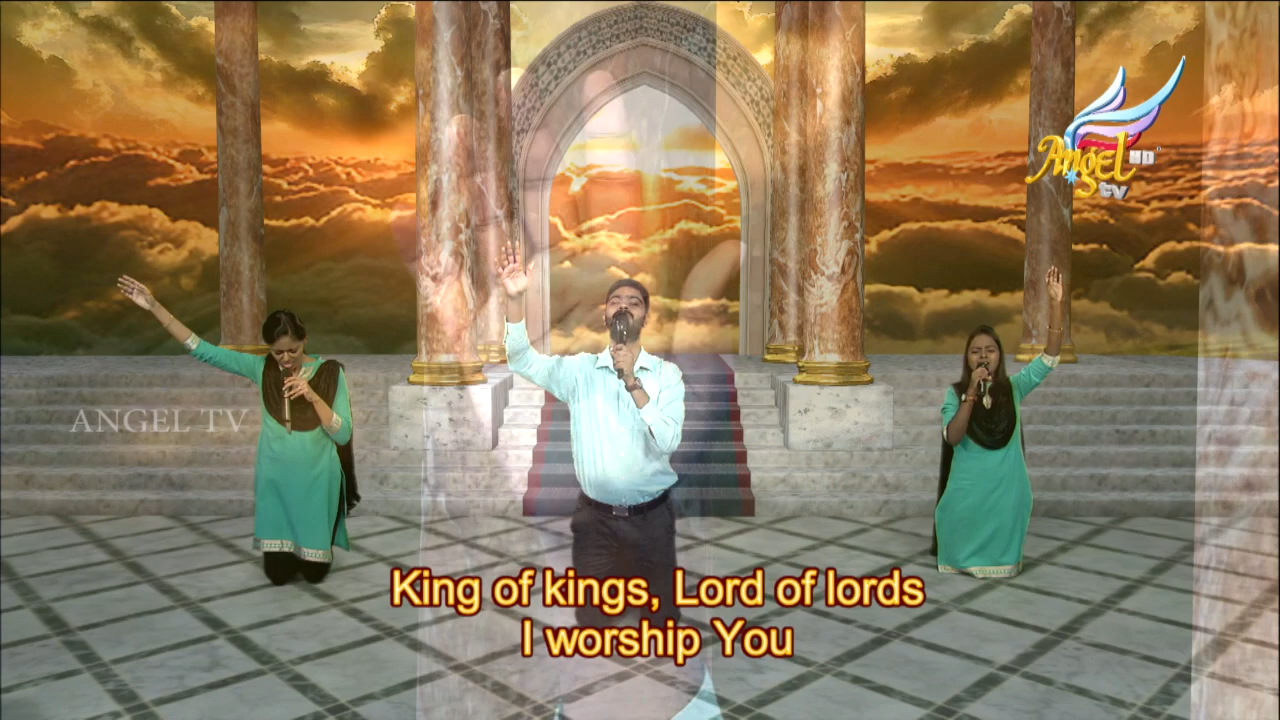 Angel HD
tv
ANGEL TV
King of kings, Lord of lords
I worship You